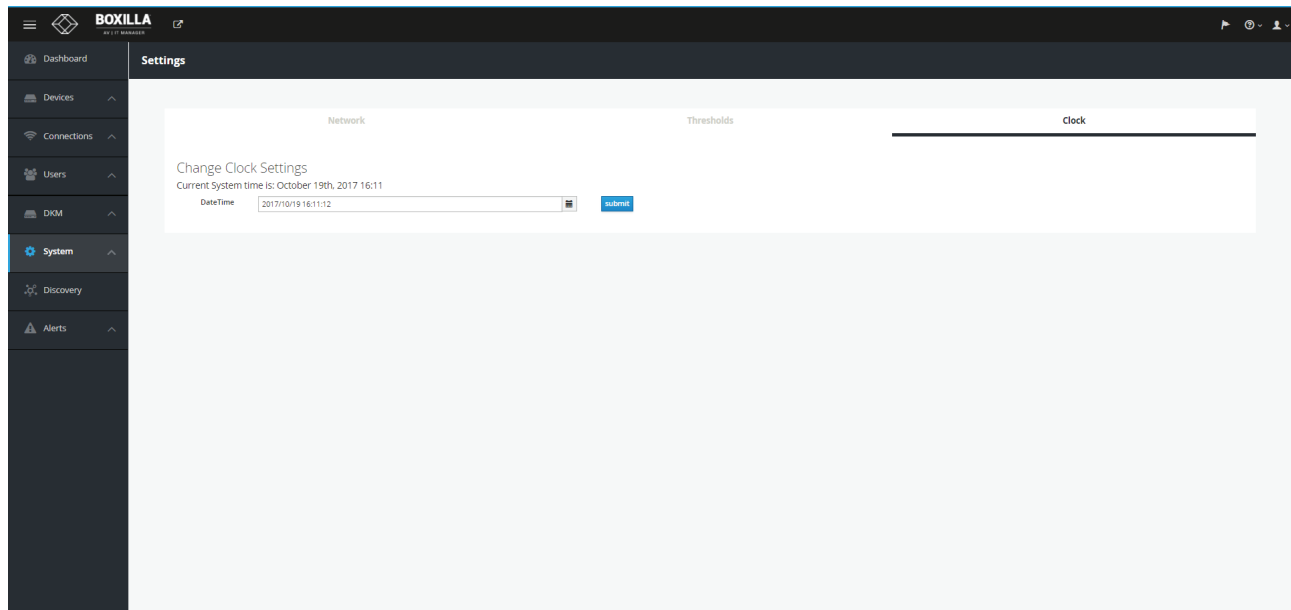 BOXILLA
AV | IT MANAGER
Dashboard
Devices
Connections
Users
DKM
System
Discovery
Alerts
Settings
Network
Thresholds
Clock
Change Clock Settings
Current System time is: October 19th, 2017 16:11
DateTime
2017/10/19 16:11:12
submit